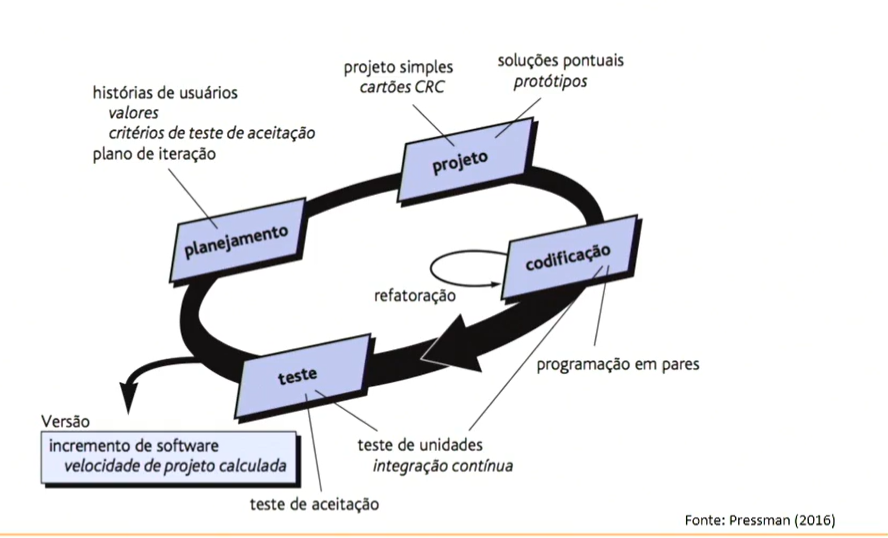 histórias de usuários
valores
critérios de teste de aceitação
plano de iteração
projeto simples
cartões CRC
soluções pontuais
protótipos
projeto
planejamento
codificação
refatoração
programação em pares
teste
Versão
incremento de software
velocidade de projeto calculada
teste de unidades
integração contínua
teste de aceitação
Fonte: Pressman (2016)